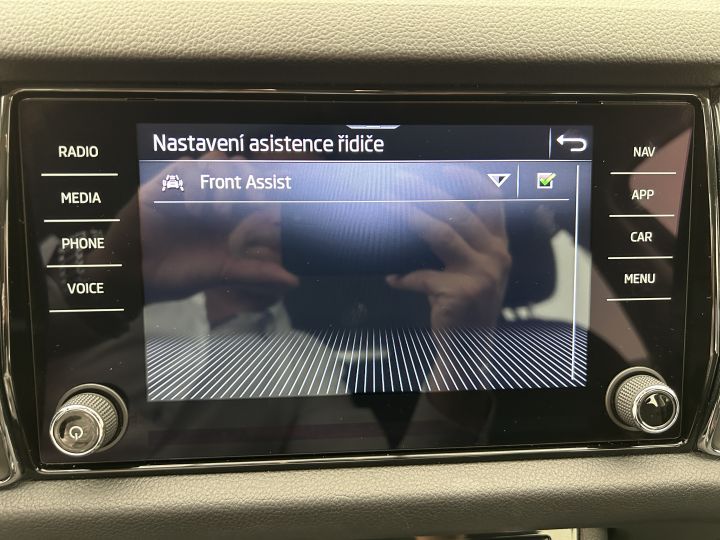 Nastavení asistence řidiče
Front Assist
RADIO
MEDIA
PHONE
VOICE
NAV
APP
CAR
MENU